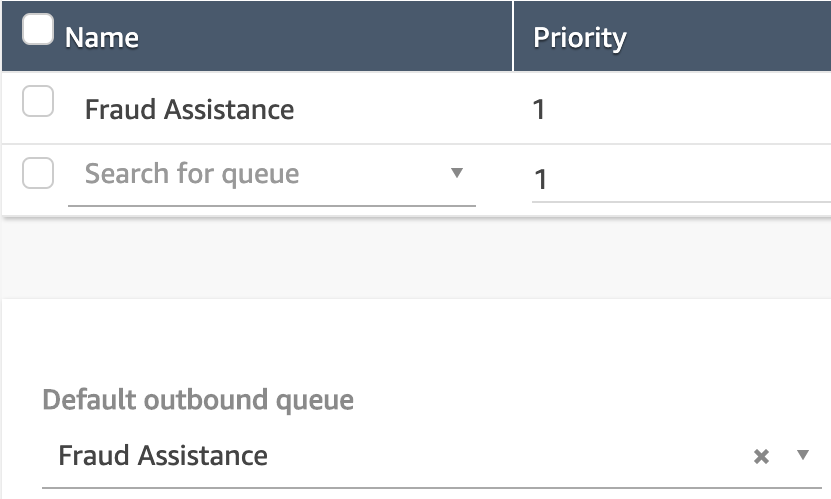 Name Priority
Fraud Assistance 1
Search for queue 1
Default outbound queue
Fraud Assistance